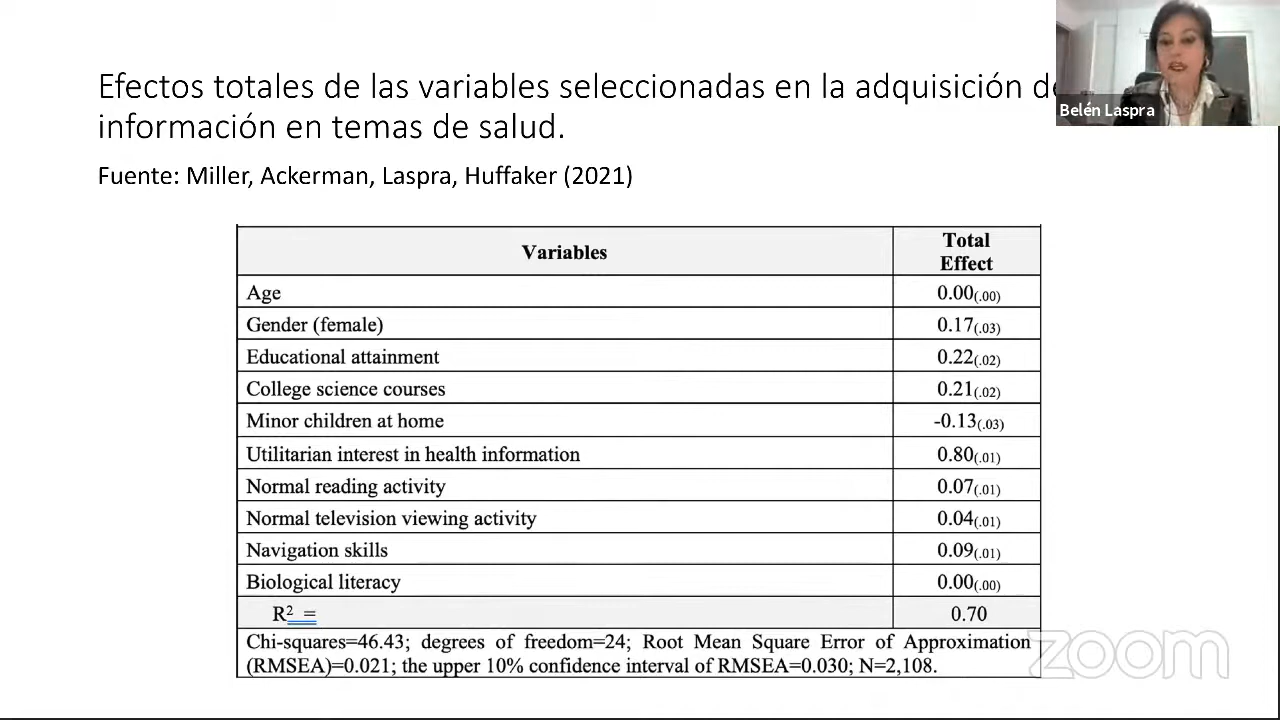 Efectos totales de las variables seleccionadas en la adquisición de
información en temas de salud.
Fuente: Miller, Ackerman, Laspra, Huffaker (2021)
Belén Laspra
Variables Total Effect
Age 0.00(.00)
Gender (female) 0.17(.03)
Educational attainment 0.22(.02)
College science courses 0.21(.02)
Minor children at home -0.13(.03)
Utilitarian interest in health information 0.80(.01)
Normal reading activity 0.07(.01)
Normal television viewing activity 0.04(.01)
Navigation skills 0.09(.01)
Biological literacy 0.00(.00)
R² = 0.70
Chi-squares=46.43; degrees of freedom=24; Root Mean Square Error of Approximation
(RMSEA)=0.021; the upper 10% confidence interval of RMSEA=0.030; N=2,108.
zoom